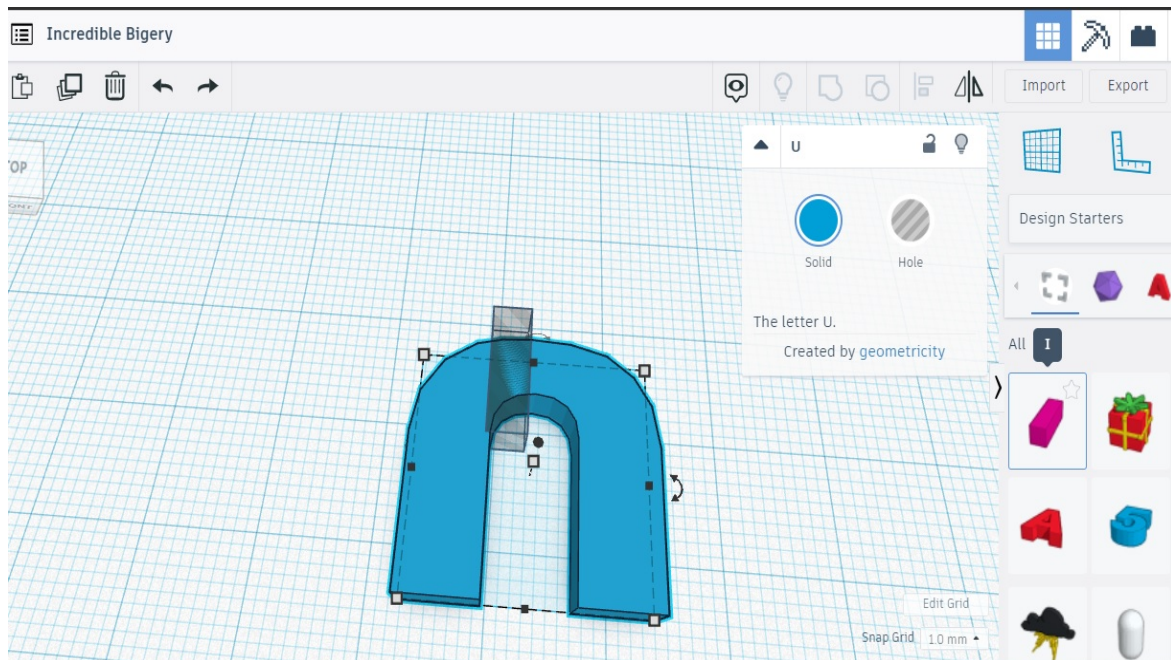 Incredible Bigery
Import
Export
OP
U
Solid
Hole
The letter U.
Created by geometricity
Design Starters
All
I
Edit Grid
Snap Grid 1.0 mm